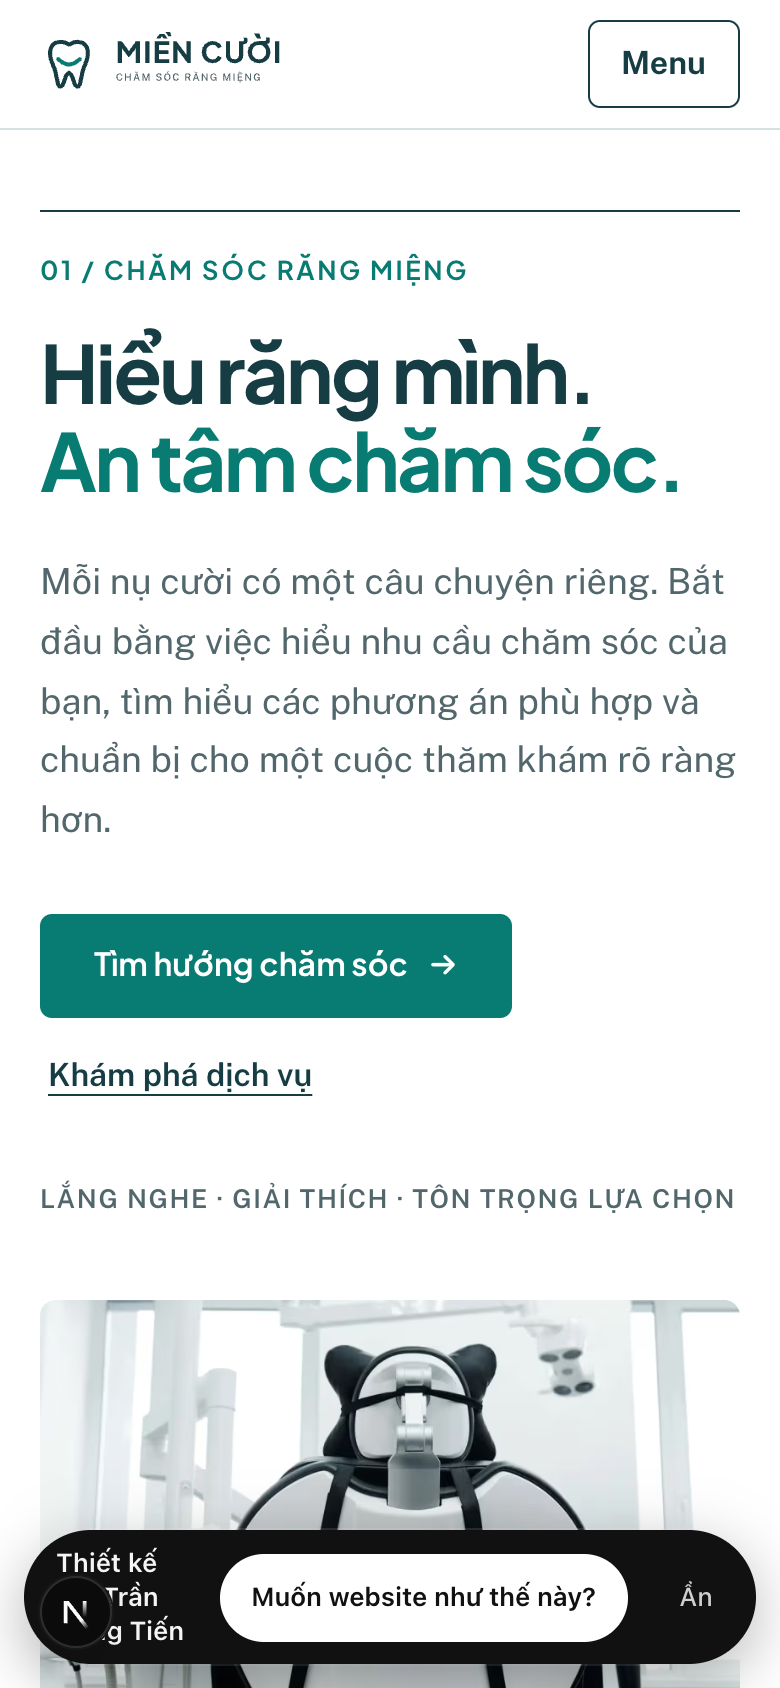 MIỀN CƯỜI
CHĂM SÓC RĂNG MIỆNG
Menu
01 / CHĂM SÓC RĂNG MIỆNG
Hiểu răng mình.
An tâm chăm sóc.
Mỗi nụ cười có một câu chuyện riêng. Bắt
đầu bằng việc hiểu nhu cầu chăm sóc của
bạn, tìm hiểu các phương án phù hợp và
chuẩn bị cho một cuộc thăm khám rõ ràng
hơn.
Tìm hướng chăm sóc →
Khám phá dịch vụ
LẮNG NGHE · GIẢI THÍCH · TÔN TRỌNG LỰA CHỌN
Thiết kế
Trần
Tiến
N
Muốn website như thế này?
Ẩn